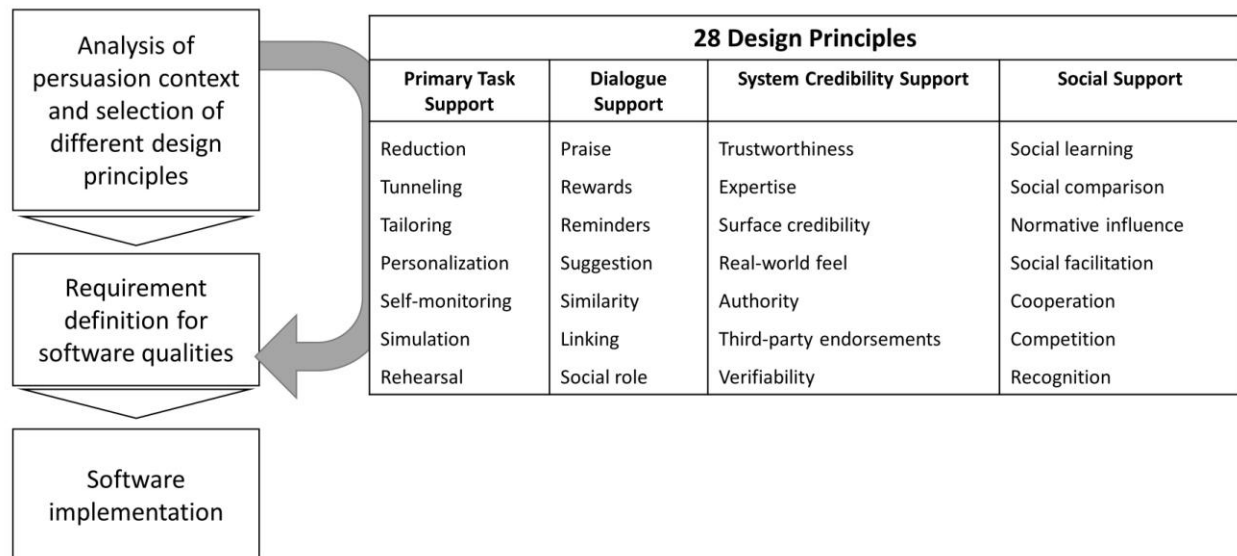 Analysis of
persuasion context
and selection of
different design
principles
Requirement
definition for
software qualities
Software
implementation
28 Design Principles
Primary Task
Support
Dialogue
Support
System Credibility Support
Social Support
Reduction
Tunneling
Tailoring
Personalization
Self-monitoring
Simulation
Rehearsal
Praise
Rewards
Reminders
Suggestion
Similarity
Linking
Social role
Trustworthiness
Expertise
Surface credibility
Real-world feel
Authority
Third-party endorsements
Verifiability
Social learning
Social comparison
Normative influence
Social facilitation
Cooperation
Competition
Recognition